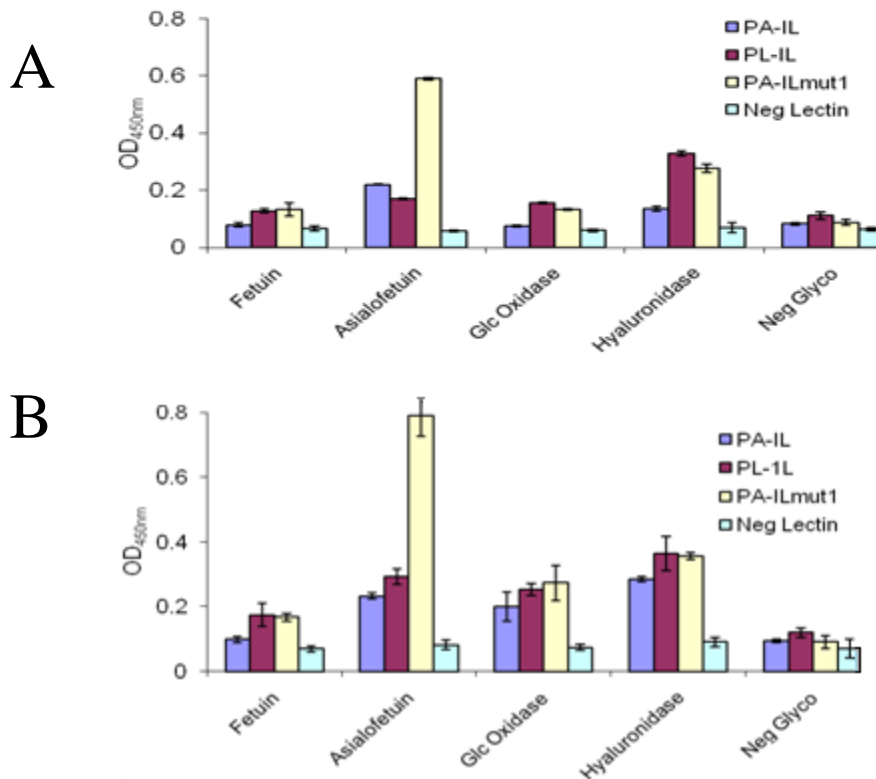 A
0.8
0.6
0.4
0.2
0
OD450nm
PA-IL
PL-IL
PA-ILmut1
Neg Lectin
Fetuin
Asialofetuin
Glc Oxidase
Hyaluronidase
Neg Glyco
B
0.8
0.6
0.4
0.2
0
OD450nm
PA-IL
PL-1L
PA-ILmut1
Neg Lectin
Fetuin
Asialofetuin
Glc Oxidase
Hyaluronidase
Neg Glyco